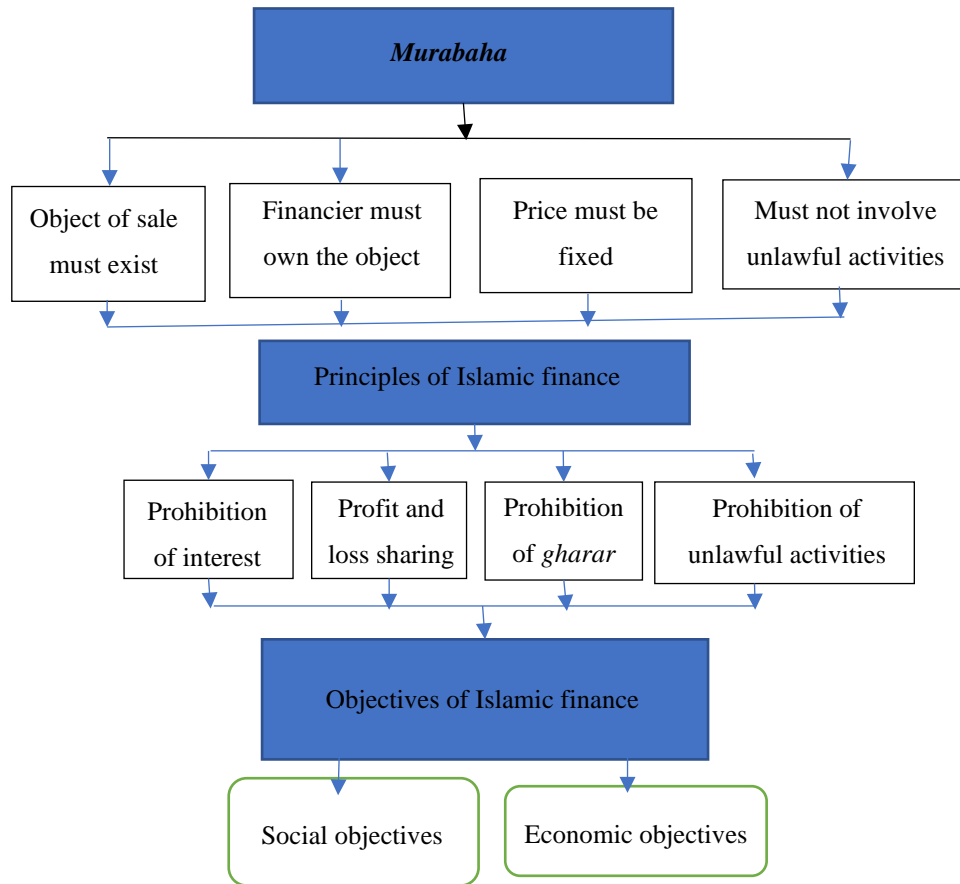 Murabaha
Object of sale
must exist
Financier must
own the object
Price must be
fixed
Must not involve
unlawful activities
Principles of Islamic finance
Prohibition
of interest
Profit and
loss sharing
Prohibition
of gharar
Prohibition of
unlawful activities
Objectives of Islamic finance
Social objectives
Economic objectives